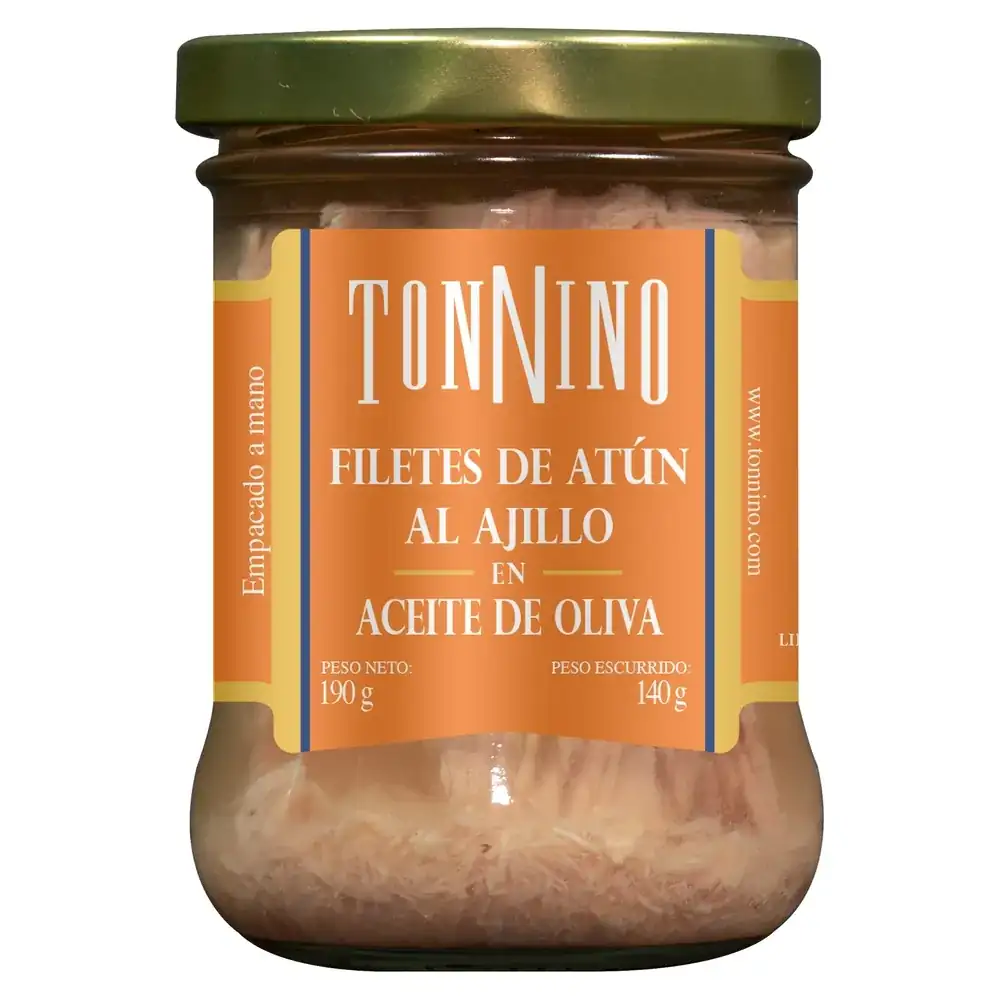 TONNINO
FILETES DE ATÚN
AL AJILLO
EN
ACEITE DE OLIVA
PESO NETO:
190 g
PESO ESCURRIDO:
140 g
Empacado a mano
www.tonnino.com